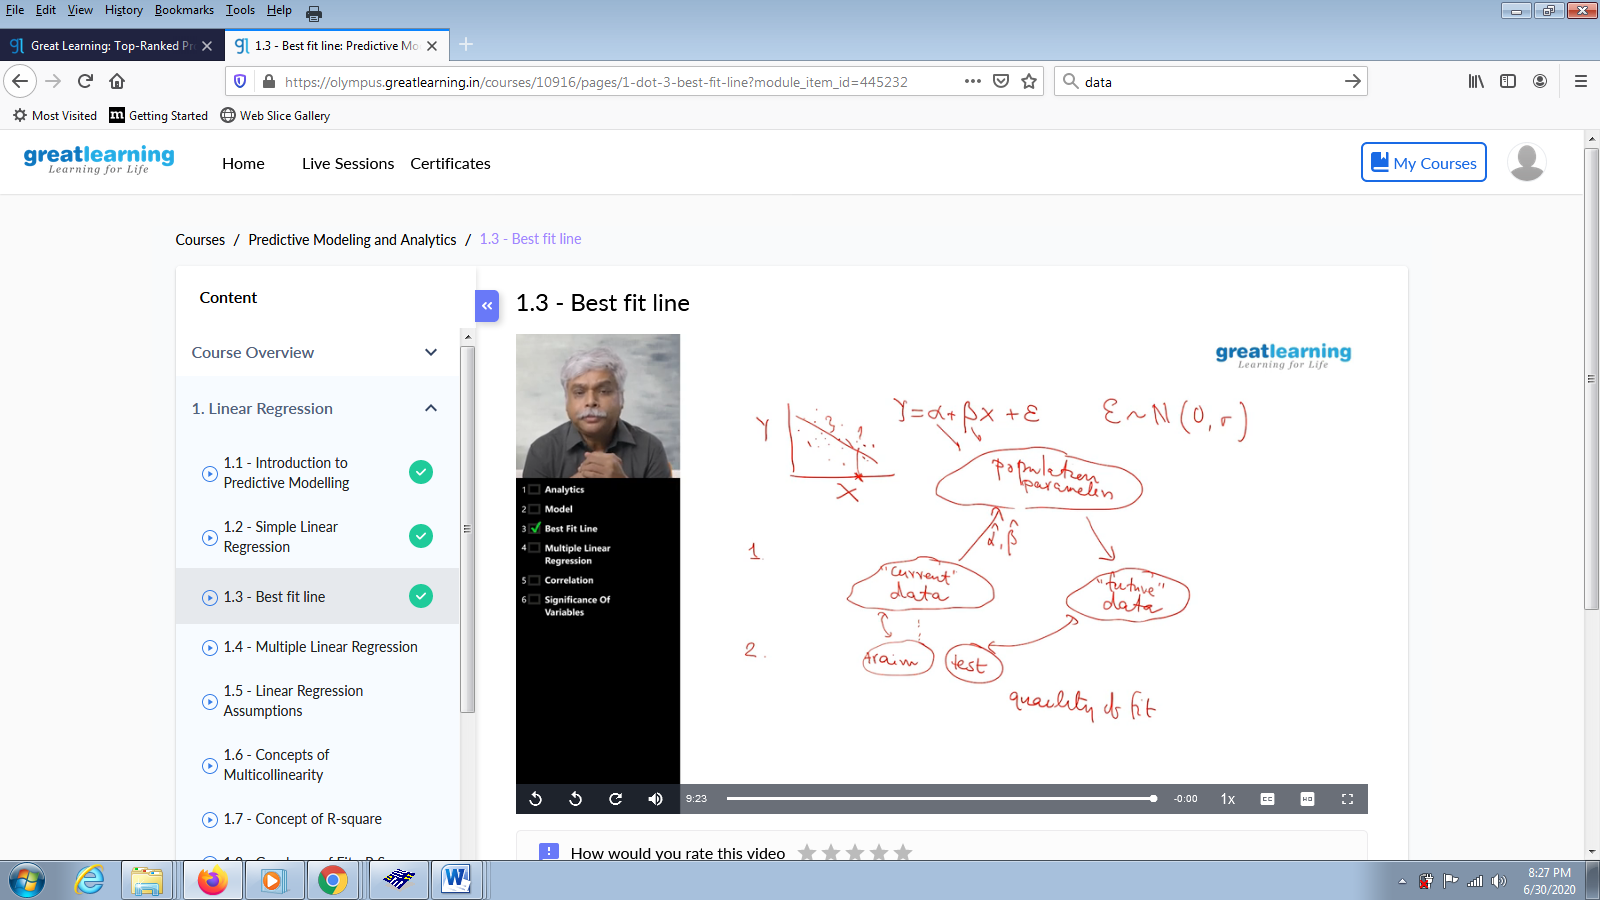 File Edit View History Bookmarks Tools Help
Great Learning: Top-Ranked Pr
1.3 - Best fit line: Predictive Mo
https://olympus.greatlearning.in/courses/10916/pages/1-dot-3-best-fit-line?module_item_id=445232
data
Most Visited Getting Started Web Slice Gallery
greatlearning
Learning for Life
Home Live Sessions Certificates
My Courses
Courses / Predictive Modeling and Analytics / 1.3 - Best fit line
Content
Course Overview
1. Linear Regression
1.1 - Introduction to
Predictive Modelling
1.2 - Simple Linear
Regression
1.3 - Best fit line
1.4 - Multiple Linear Regression
1.5 - Linear Regression
Assumptions
1.6 - Concepts of
Multicollinearity
1.7 - Concept of R-square
1.3 - Best fit line
greatlearning
Learning for Life
1 Analytics
2 Model
3 Best Fit Line
4 Multiple Linear
Regression
5 Correlation
6 Significance Of
Variables
Y
X
Y = α + βX + ε
ε ~ N(0, σ)
population
parameters
α̂, β̂
1.
"current"
data
"future"
data
2.
train
test
quality of fit
9:23 -0:00 1x CC HD
How would you rate this video
8:27 PM
6/30/2020